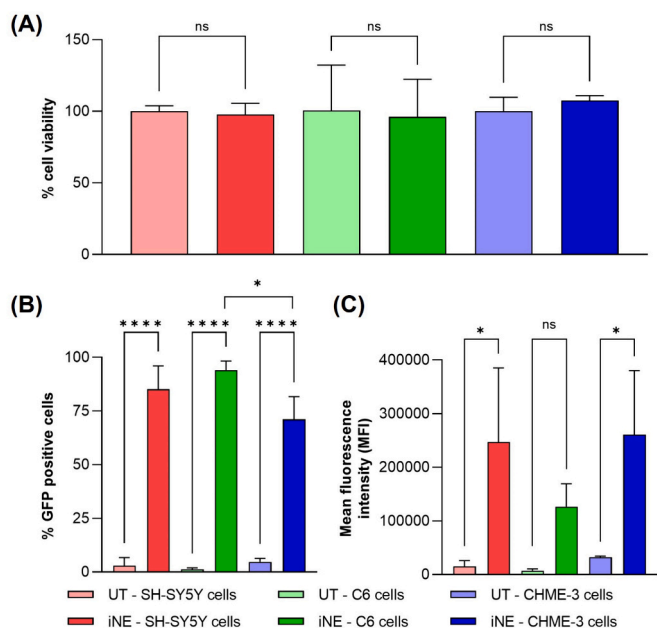 (A)
% cell viability
150
100
50
0
ns
ns
ns
(B)
% GFP positive cells
100
75
50
25
0
*
****
****
****
(C)
Mean fluorescence
intensity (MFI)
400000
300000
200000
100000
0
*
ns
*
UT - SH-SY5Y cells
UT - C6 cells
UT - CHME-3 cells
iNE - SH-SY5Y cells
iNE - C6 cells
iNE - CHME-3 cells